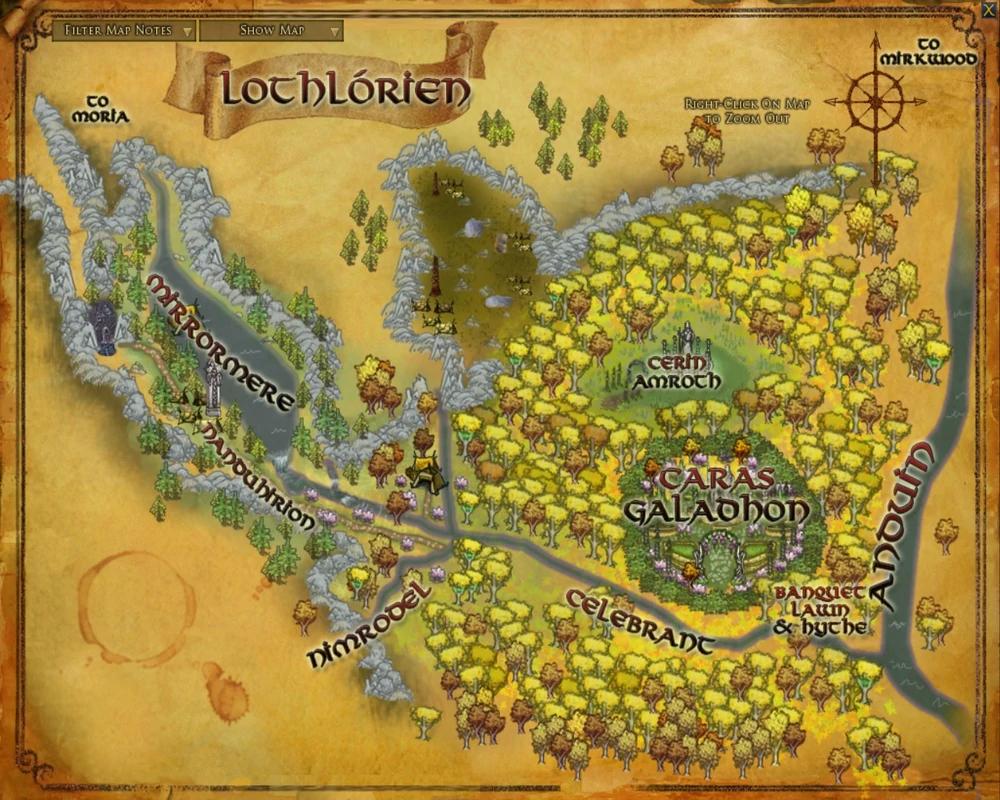 Filter Map Notes
Show Map
Lothlórien
To
Mirkwood
To
Moria
Right-Click On Map
to Zoom Out
Mirrormere
Cerin
Amroth
Nanduhirion
Caras
Galadhon
Anduin
Banquet
Lawn
& Hythe
Celebrant
Nimrodel